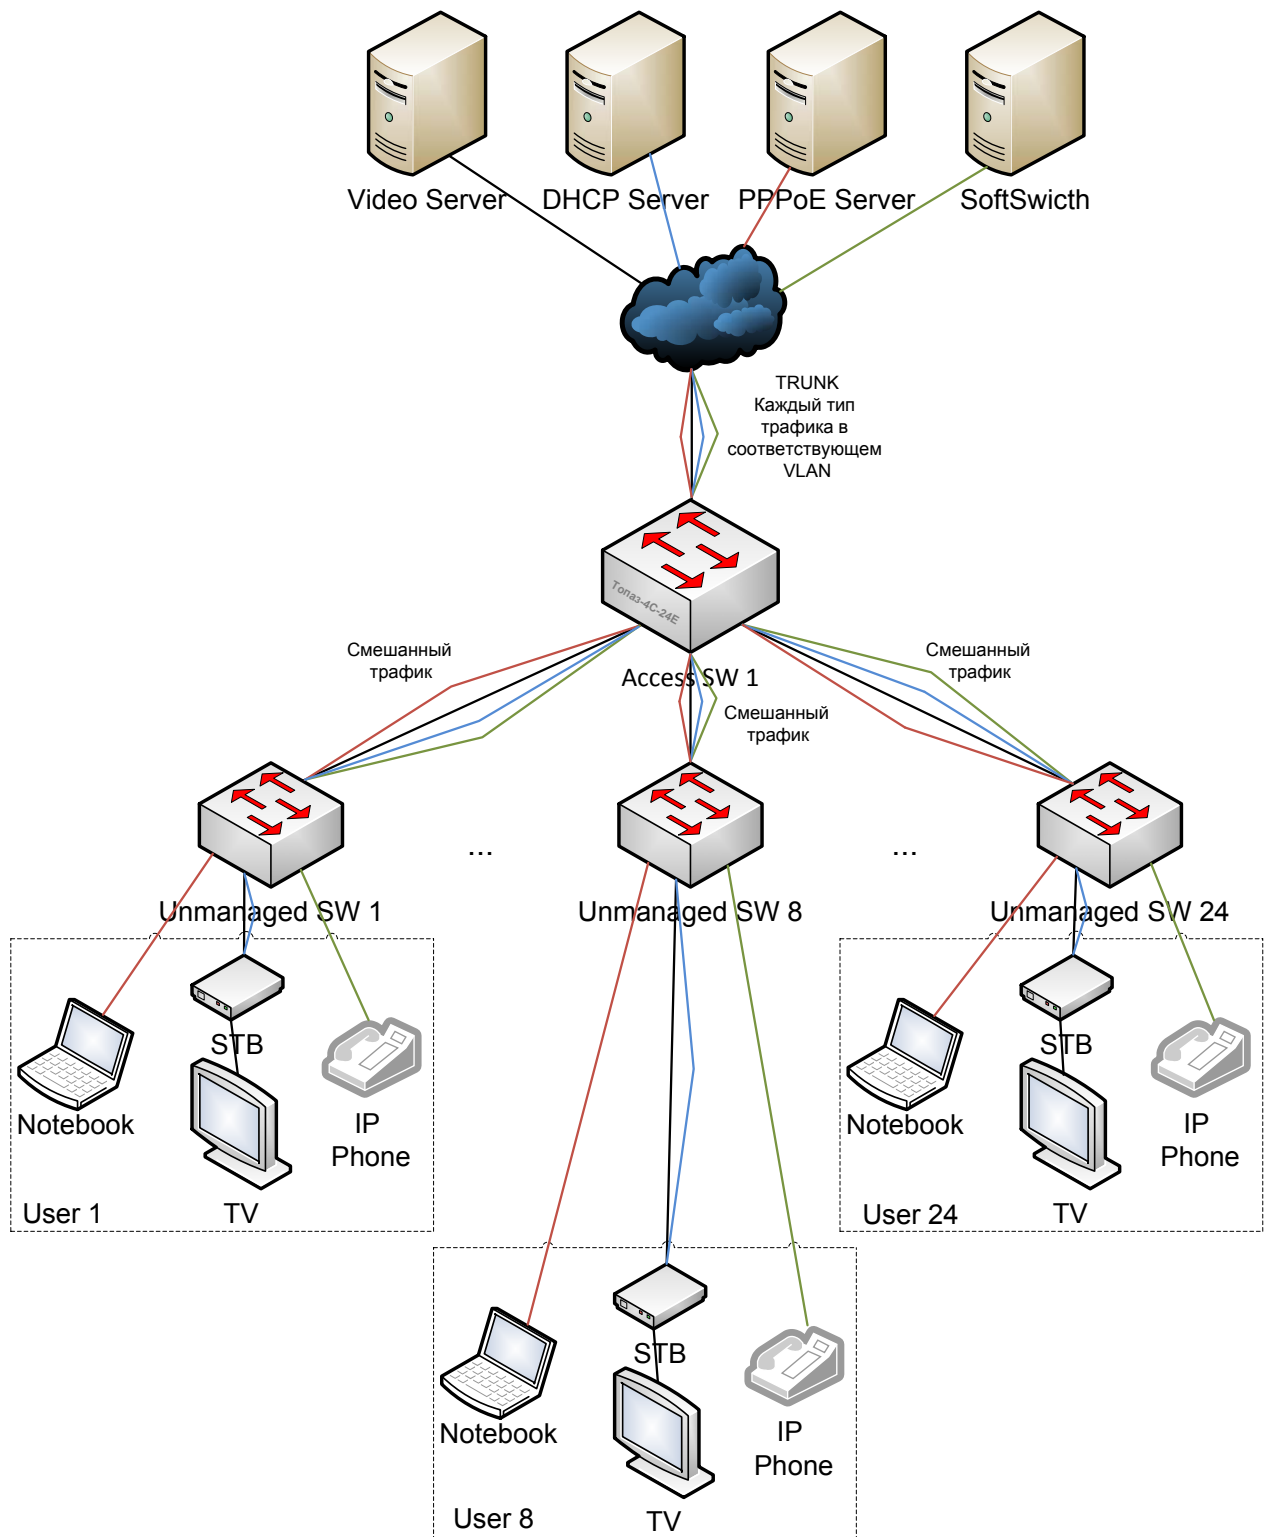 Video Server
DHCP Server
PPPoE Server
SoftSwicth
TRUNK
Каждый тип
трафика в
соответствующем
VLAN
Топаз-4С-24Е
Access SW 1
Смешанный
трафик
Смешанный
трафик
Смешанный
трафик
...
...
Unmanaged SW 1
Unmanaged SW 8
Unmanaged SW 24
STB
Notebook
IP
Phone
User 1
TV
STB
Notebook
IP
Phone
User 24
TV
STB
Notebook
IP
Phone
User 8
TV